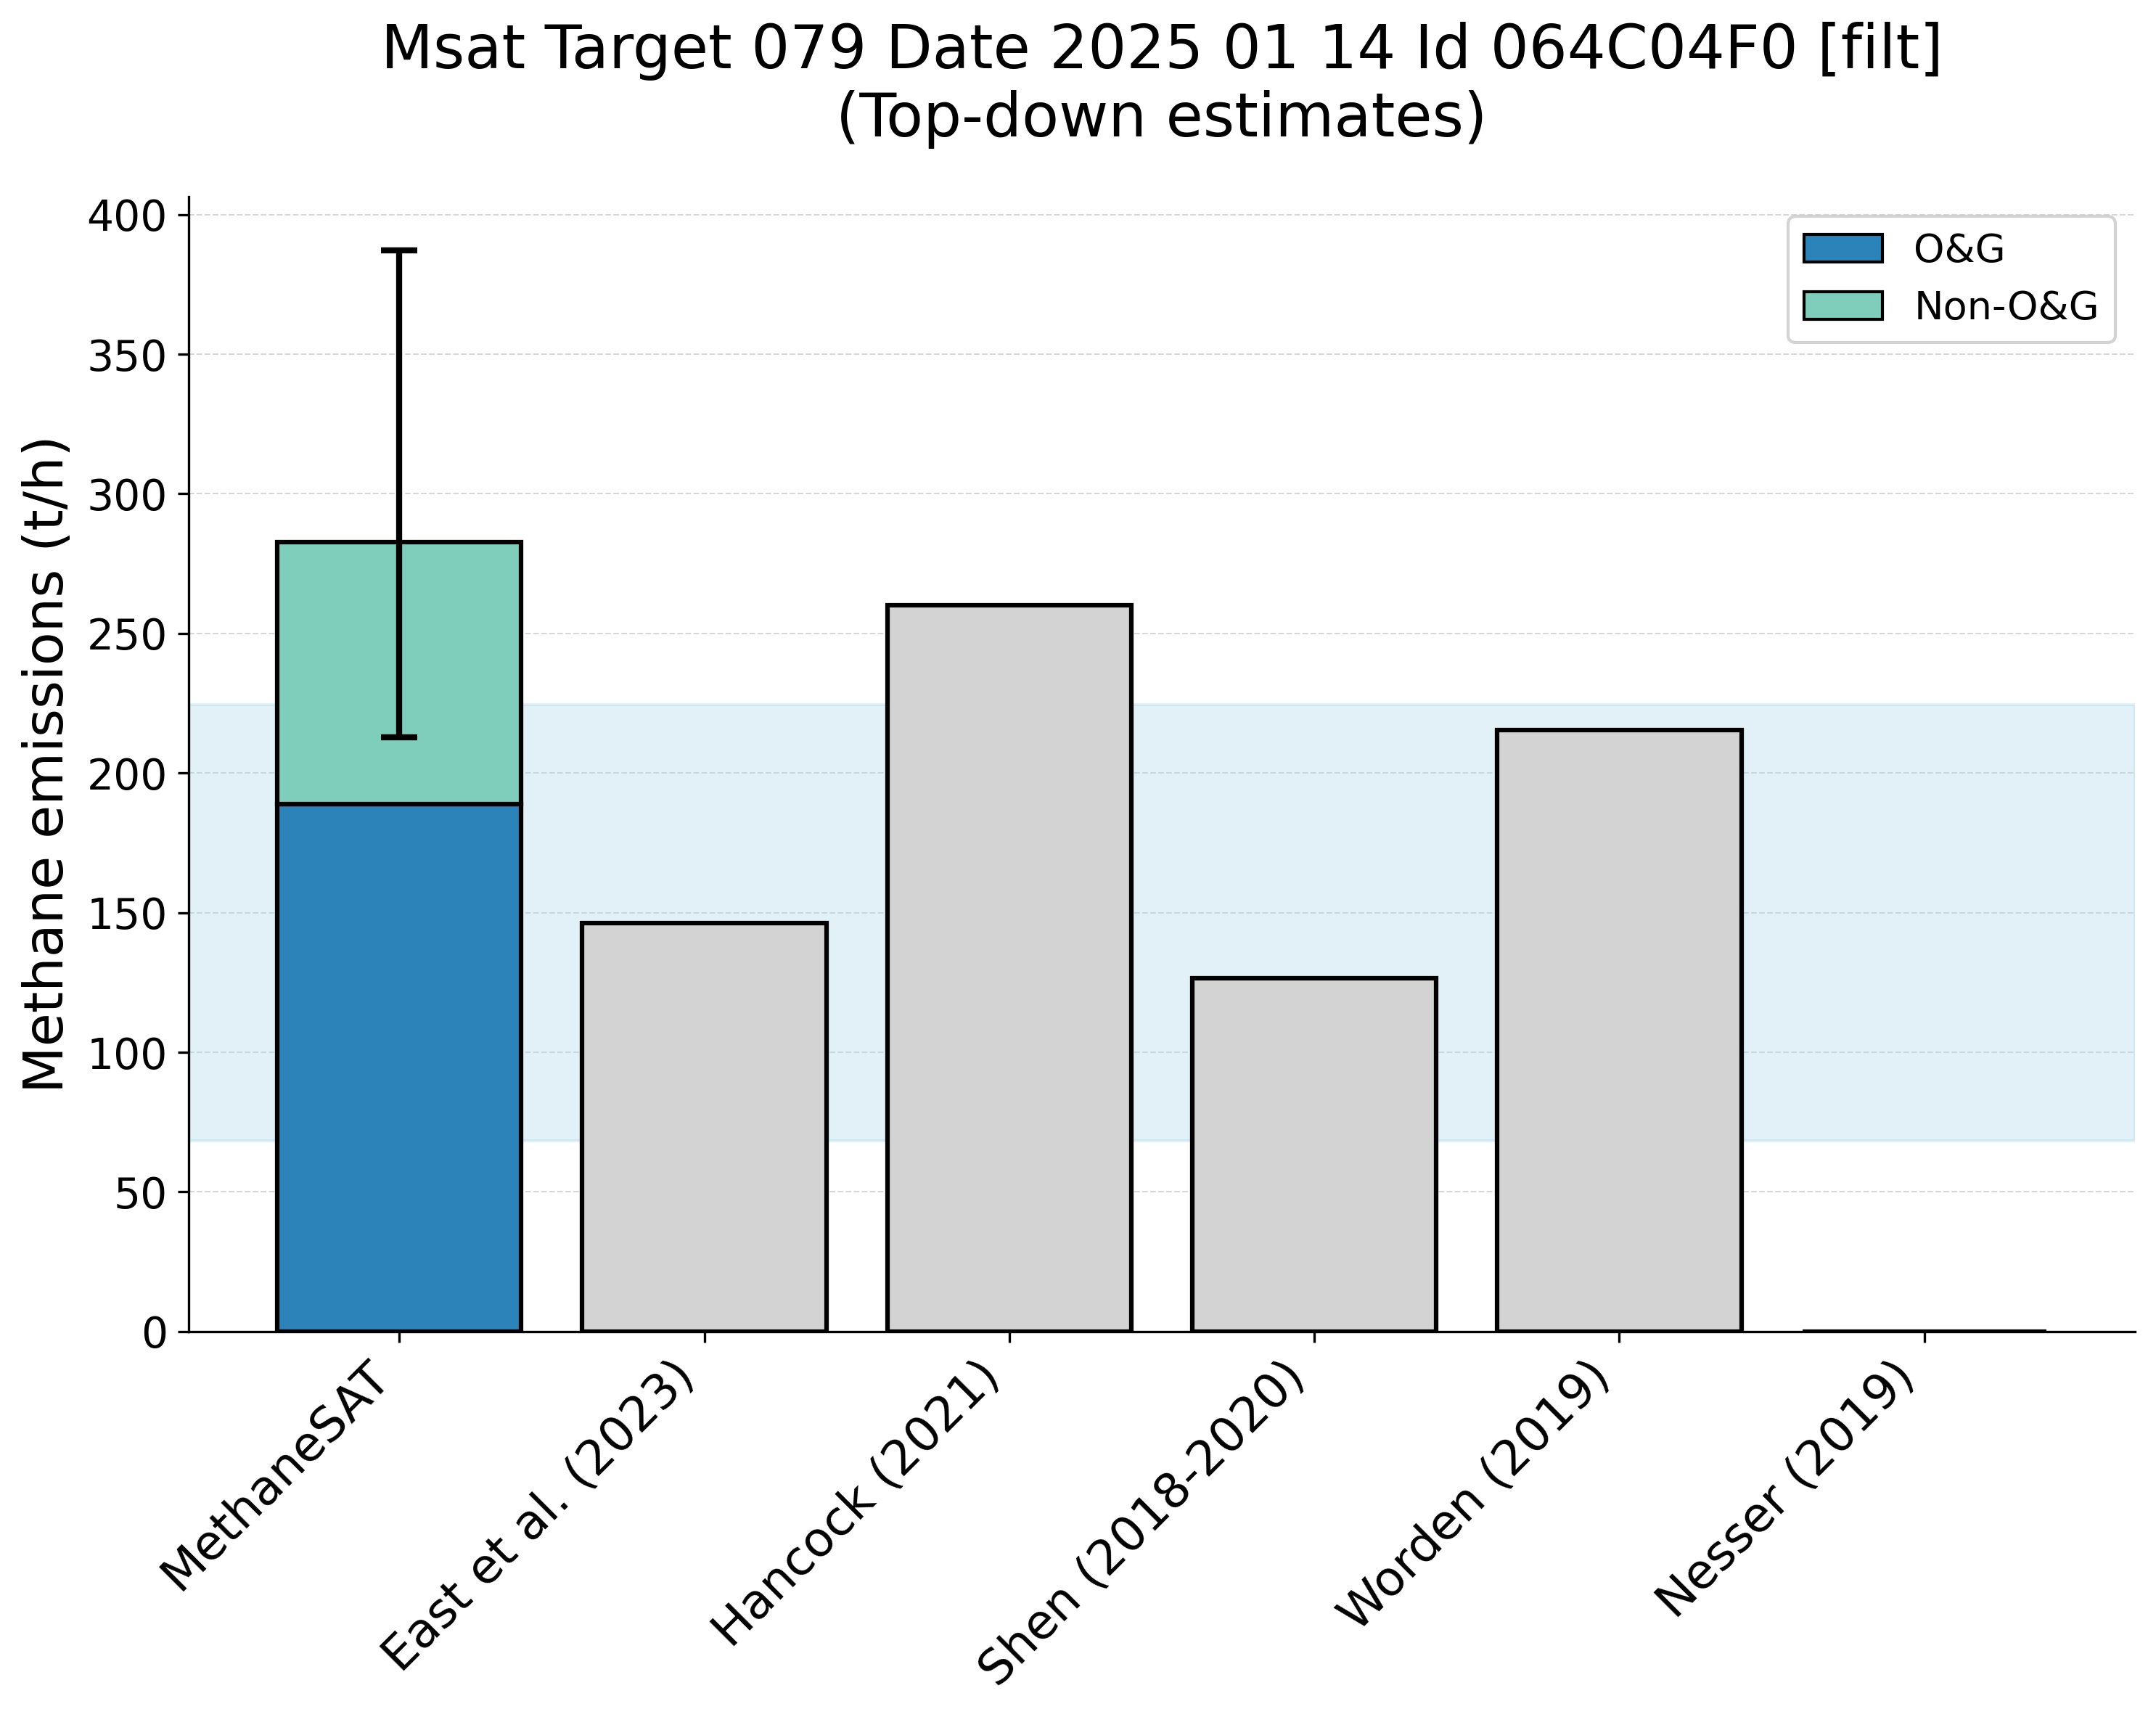 Msat Target 079 Date 2025 01 14 Id 064C04F0 [filt]
(Top-down estimates)
Methane emissions (t/h)
400
350
300
250
200
150
100
50
0
O&G
Non-O&G
MethaneSAT
East et al. (2023)
Hancock (2021)
Shen (2018-2020)
Worden (2019)
Nesser (2019)